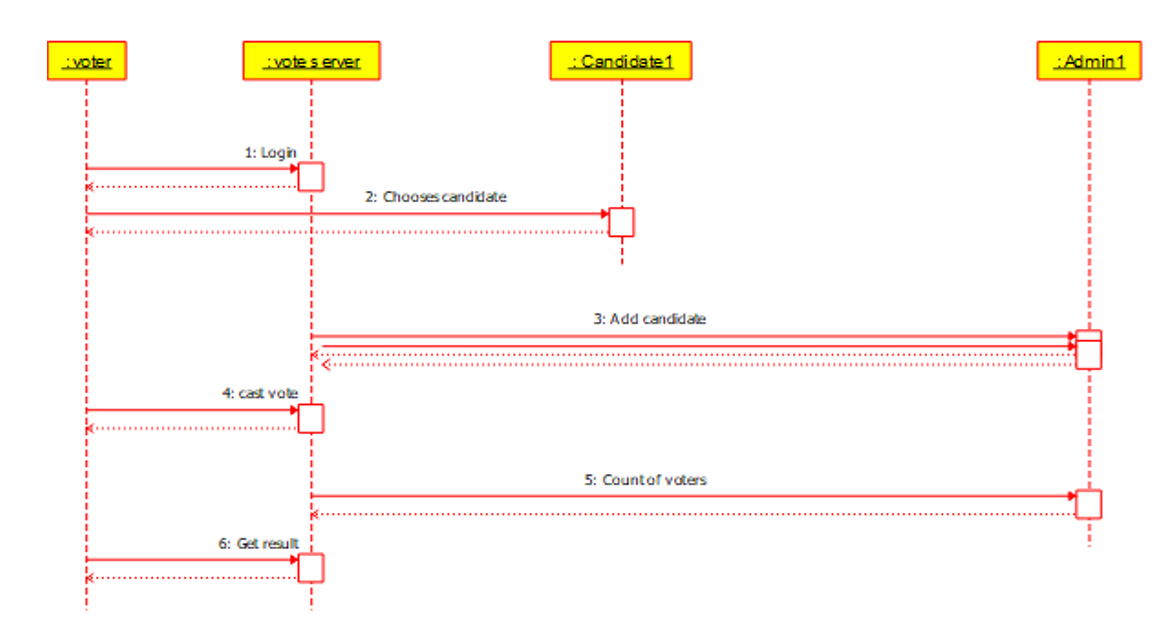 : voter
: vote server
: Candidate1
: Admin1
1: Login
2: Chooses candidate
3: Add candidate
4: cast vote
5: Count of voters
6: Get result